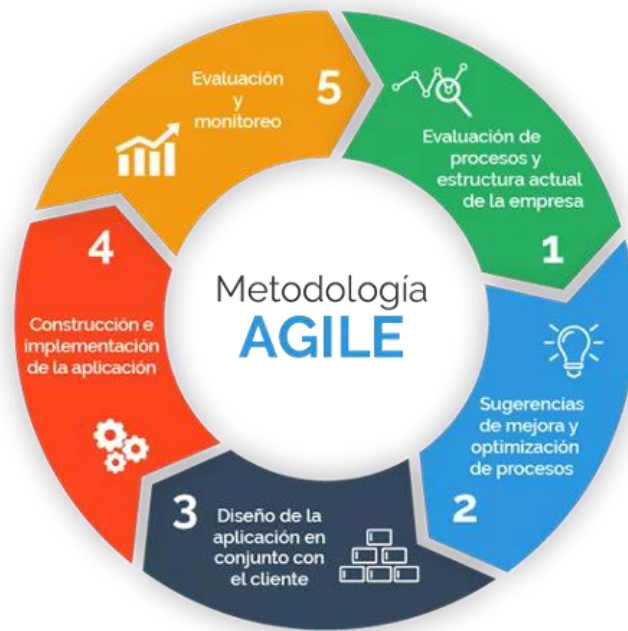 Metodología
AGILE
Evaluación de
procesos y
estructura actual
de la empresa
1
Sugerencias
de mejora y
optimización
de procesos
2
3
Diseño de la
aplicación en
conjunto con
el cliente
4
Construcción e
implementación
de la aplicación
5
Evaluación
y
monitoreo